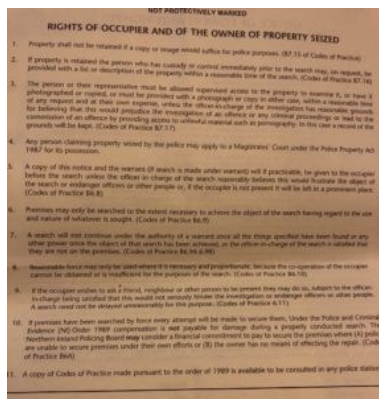 NOT PROTECTIVELY MARKED
RIGHTS OF OCCUPIER AND OF THE OWNER OF PROPERTY SEIZED
1. Property shall not be retained if a copy or image would suffice for police purposes. (B7.15 of Codes of Practice)
2. If property is retained the person who has custody or control immediately prior to the search may, on request, be
provided with a list or description of the property within a reasonable time of the search. (Codes of Practice B7.16)
3. The person or their representative must be allowed supervised access to the property to examine it, or have it
photographed or copied, or must be provided with a photograph or copy in either case, within a reasonable time
of any request and at their own expense, unless the officer-in-charge of the investigation has reasonable grounds
for believing that this would prejudice the investigation of an offence or any criminal proceedings or lead to the
commission of an offence by providing access to unlawful material such as pornography. In this case a record of the
grounds will be kept. (Codes of Practice B7.17)
4. Any person claiming property seized by the police may apply to a Magistrates' Court under the Police Property Act
1987 for its possession.
5. A copy of this notice and the warrant (if search is made under warrant) will if practicable, be given to the occupier
before the search unless the officer in charge of the search reasonably believes this would frustrate the object of
the search or endanger officers or other people or, if the occupier is not present it will be left in a prominent place.
(Codes of Practice B6.8)
6. Premises may only be searched to the extent necessary to achieve the object of the search having regard to the size
and nature of whatever is sought. (Codes of Practice B6.9)
7. A search will not continue under the authority of a warrant once all the things specified have been found or any
other power once the object of that search has been achieved, or the officer-in-charge of the search is satisfied that
they are not on the premises. (Codes of Practice B6.9A 6.9B)
8. Reasonable force may only be used where it is necessary and proportionate, because the co-operation of the occupier
cannot be obtained or is insufficient for the purposes of the search. (Codes of Practice B6.10)
9. If the occupier wishes to ask a friend, neighbour or other person to be present they may do so, subject to the officer-
in-charge being satisfied that this would not seriously hinder the investigation or endanger officers or other people.
A search need not be delayed unreasonably for this purpose. (Codes of Practice 6.11)
10. If premises have been searched by force every attempt will be made to secure them. Under the Police and Criminal
Evidence (NI) Order 1989 compensation is not payable for damage during a properly conducted search. The
Northern Ireland Policing Board may consider a financial commitment to pay to secure the premises where (A) police
are unable to secure premises under their own efforts or (B) the owner has no means of effecting the repair. (Codes
of Practice B6A)
11. A copy of Codes of Practice made pursuant to the order of 1989 is available to be consulted in any police station